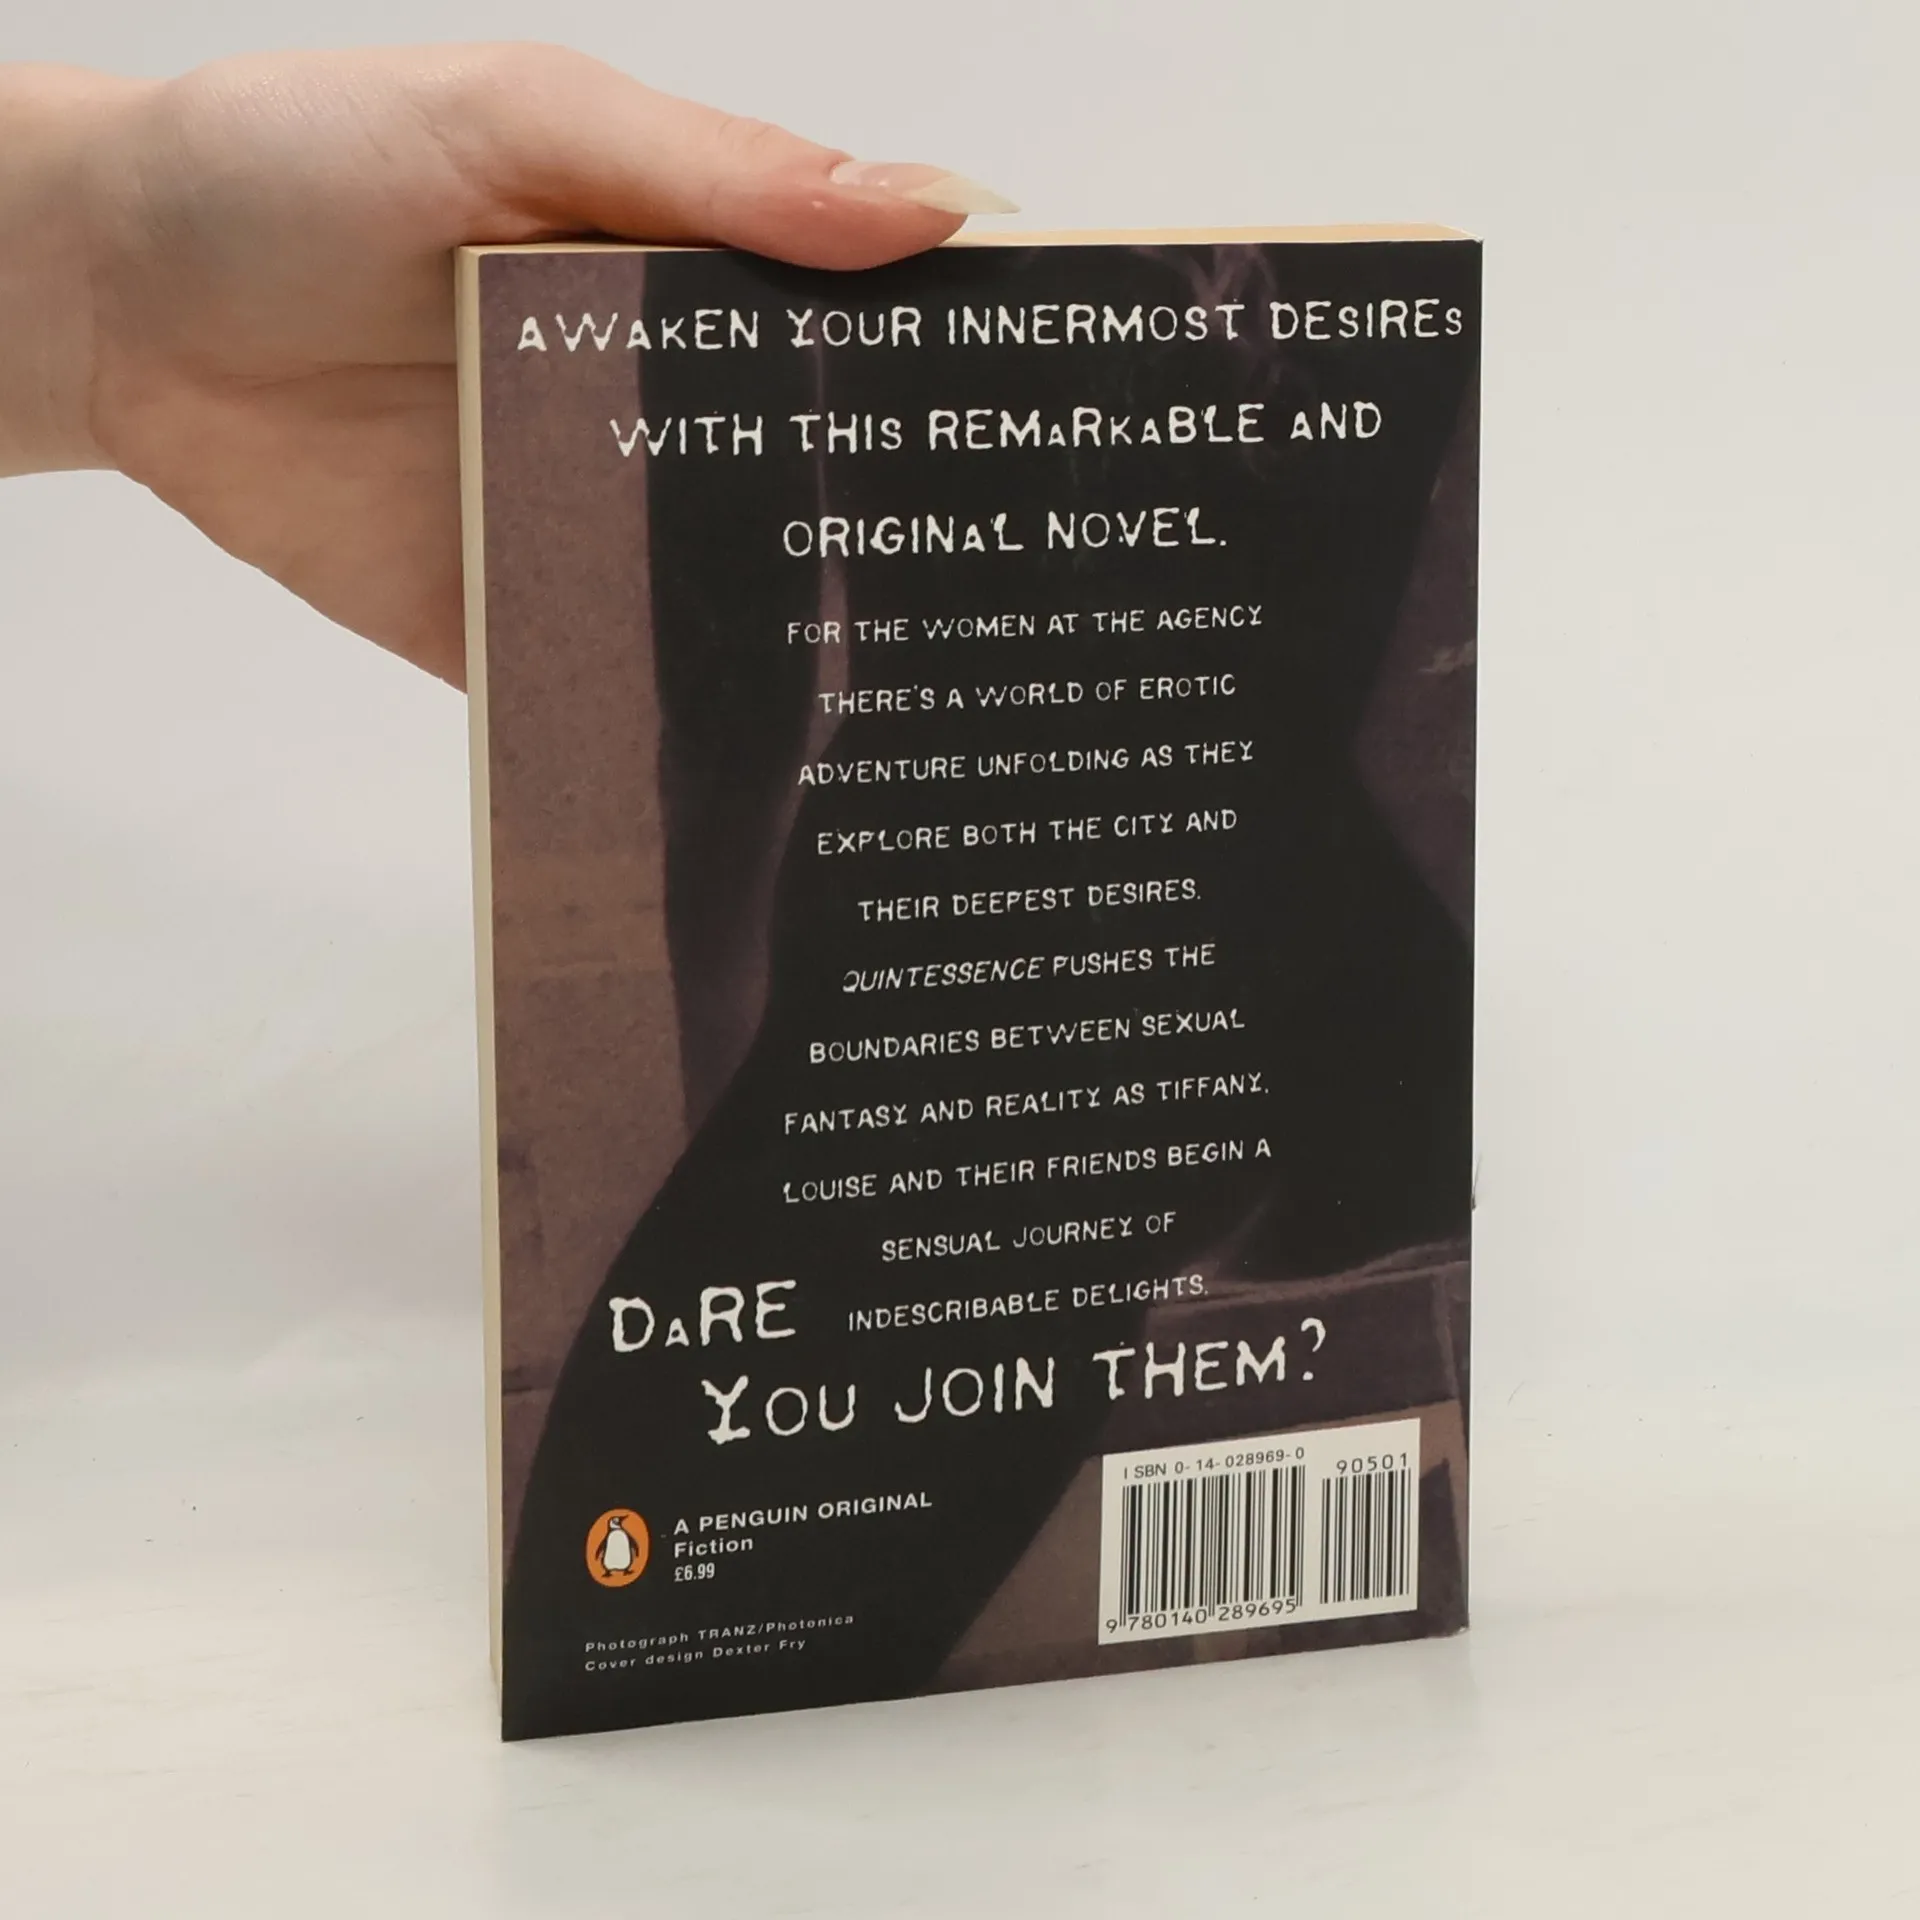 AWAKEN YOUR INNERMOST DESIRES
WITH THIS REMARKABLE AND
ORIGINAL NOVEL.
FOR THE WOMEN AT THE AGENCY
THERE'S A WORLD OF EROTIC
ADVENTURE UNFOLDING AS THEY
EXPLORE BOTH THE CITY AND
THEIR DEEPEST DESIRES.
QUINTESSENCE PUSHES THE
BOUNDARIES BETWEEN SEXUAL
FANTASY AND REALITY AS TIFFANY,
LOUISE AND THEIR FRIENDS BEGIN A
SENSUAL JOURNEY OF
INDESCRIBABLE DELIGHTS.
DARE
YOU JOIN THEM?
A PENGUIN ORIGINAL
Fiction
£6.99
Photograph TRANZ/Photonica
Cover design Dexter Fry
ISBN 0-14-028969-0
90501
9 780140 289695